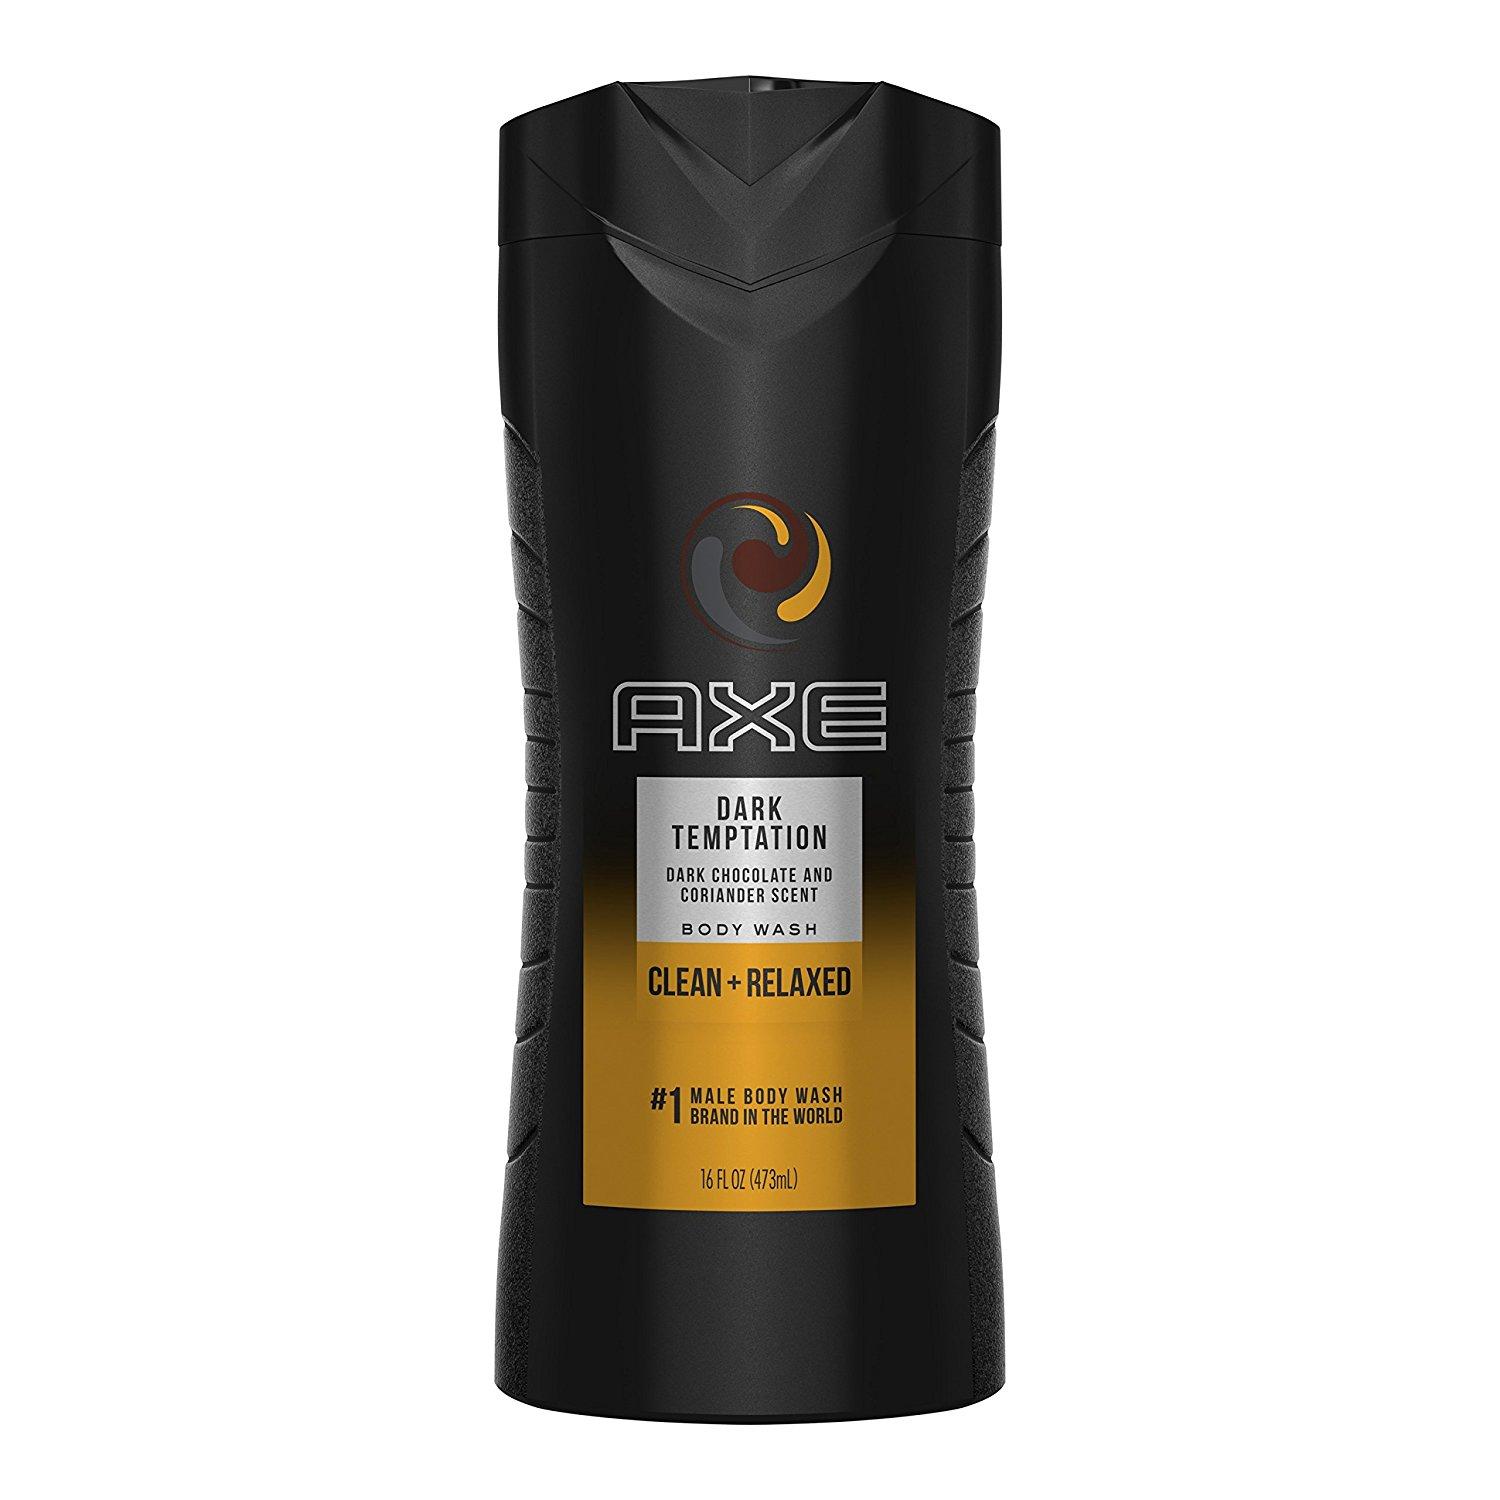 AXE
DARK
TEMPTATION
DARK CHOCOLATE AND
CORIANDER SCENT
BODY WASH
CLEAN + RELAXED
#1 MALE BODY WASH
BRAND IN THE WORLD
16 FL OZ (473mL)